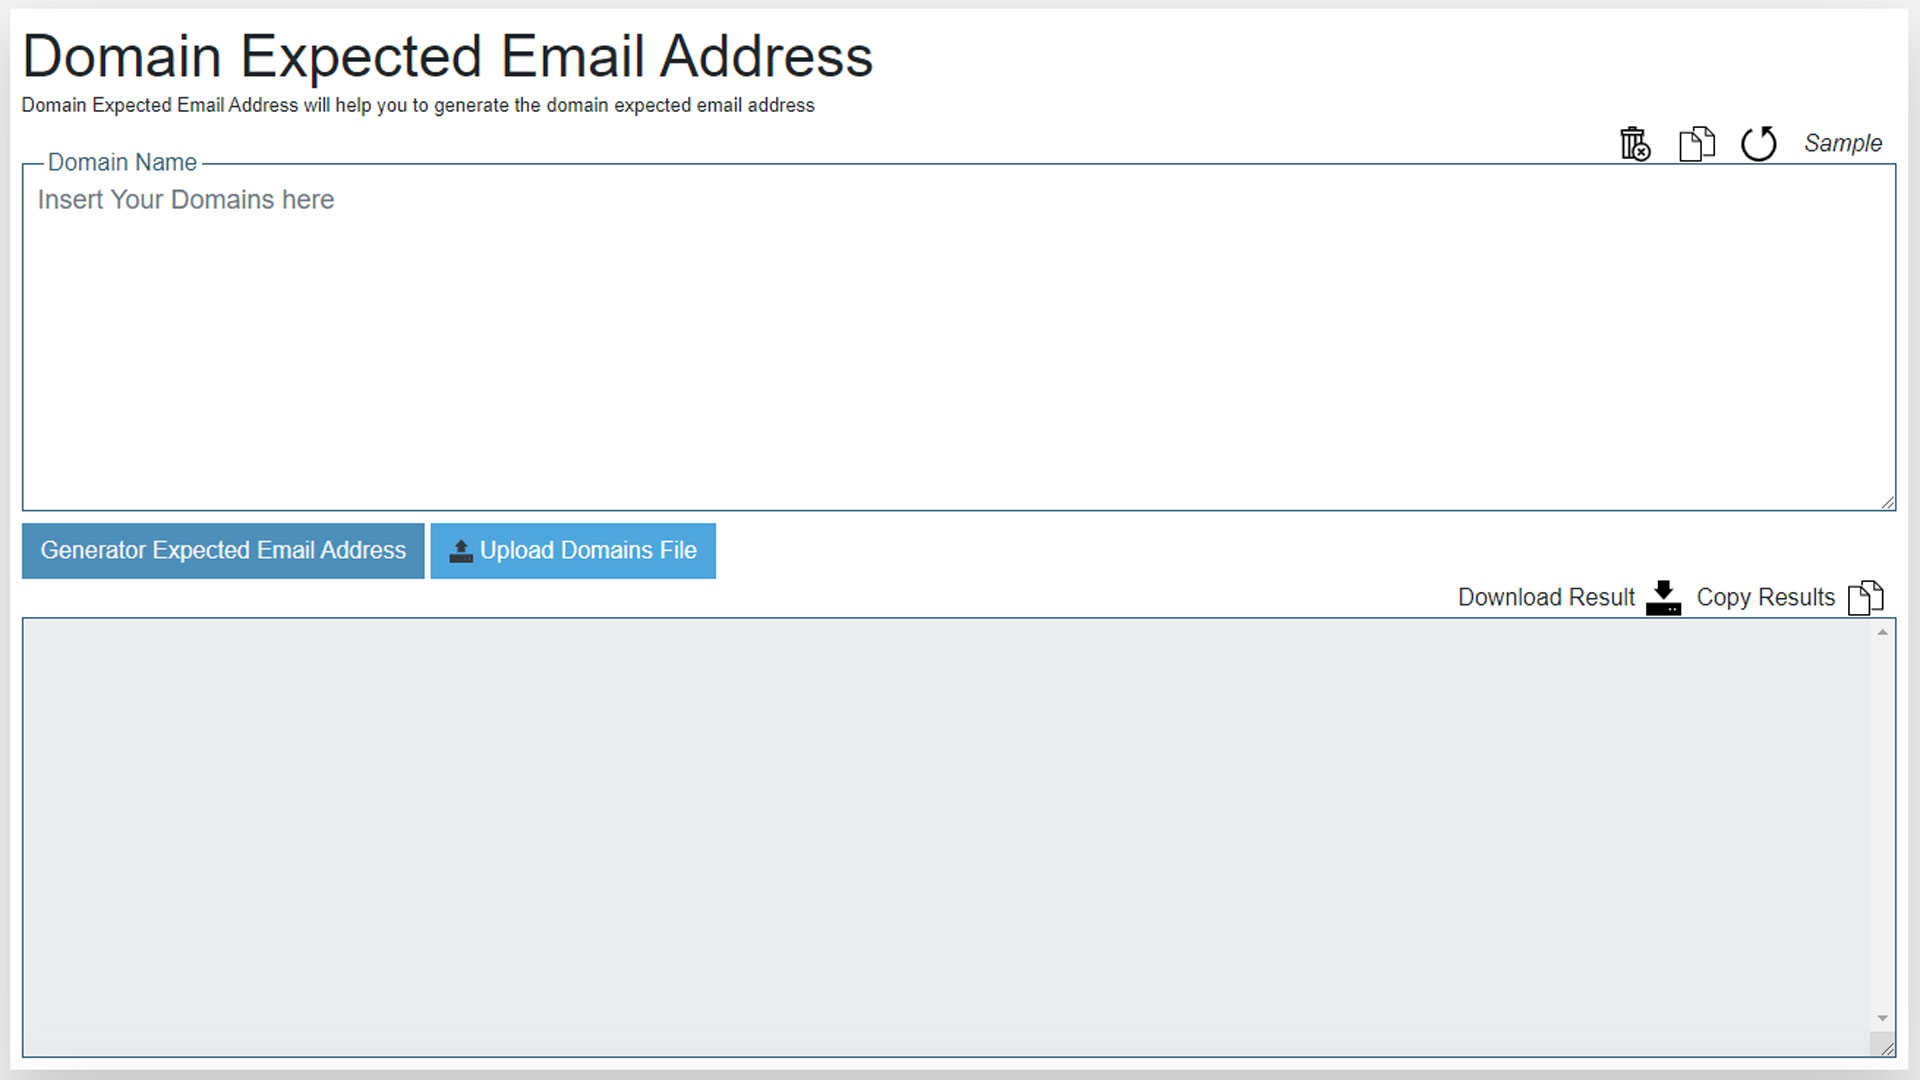 Domain Expected Email Address
Domain Expected Email Address will help you to generate the domain expected email address
Sample
Domain Name
Insert Your Domains here
Generator Expected Email Address
Upload Domains File
Download Result
Copy Results